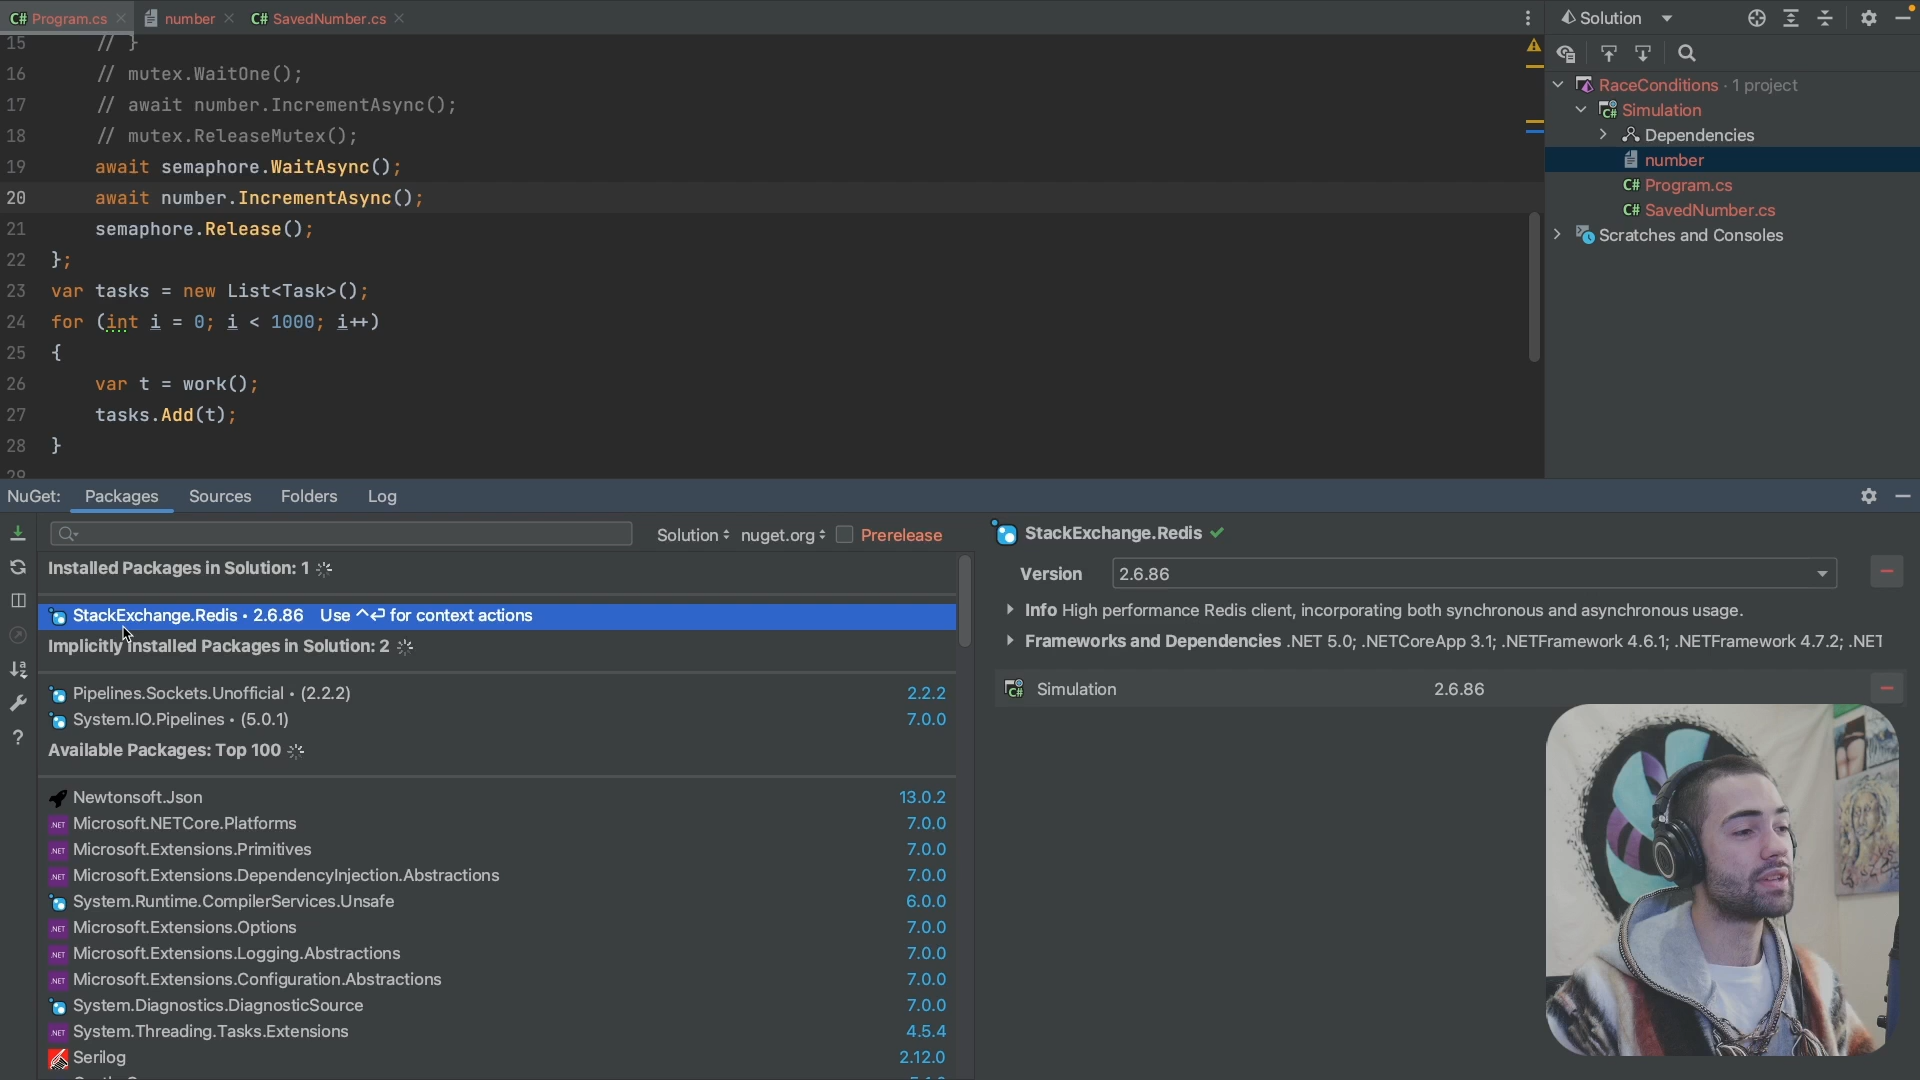 C# Program.cs
number
C# SavedNumber.cs
15 // }
16 // mutex.WaitOne();
17 // await number.IncrementAsync();
18 // mutex.ReleaseMutex();
19 await semaphore.WaitAsync();
20 await number.IncrementAsync();
21 semaphore.Release();
22 };
23 var tasks = new List<Task>();
24 for (int i = 0; i < 1000; i++)
25 {
26 var t = work();
27 tasks.Add(t);
28 }
29
Solution
RaceConditions · 1 project
C# Simulation
Dependencies
number
C# Program.cs
C# SavedNumber.cs
Scratches and Consoles
NuGet: Packages Sources Folders Log
Solution nuget.org Prerelease
Installed Packages in Solution: 1
StackExchange.Redis • 2.6.86 Use ^⏎ for context actions
Implicitly Installed Packages in Solution: 2
Pipelines.Sockets.Unofficial • (2.2.2) 2.2.2
System.IO.Pipelines • (5.0.1) 7.0.0
Available Packages: Top 100
Newtonsoft.Json 13.0.2
.NET Microsoft.NETCore.Platforms 7.0.0
.NET Microsoft.Extensions.Primitives 7.0.0
.NET Microsoft.Extensions.DependencyInjection.Abstractions 7.0.0
System.Runtime.CompilerServices.Unsafe 6.0.0
.NET Microsoft.Extensions.Options 7.0.0
.NET Microsoft.Extensions.Logging.Abstractions 7.0.0
.NET Microsoft.Extensions.Configuration.Abstractions 7.0.0
System.Diagnostics.DiagnosticSource 7.0.0
.NET System.Threading.Tasks.Extensions 4.5.4
Serilog 2.12.0
StackExchange.Redis
Version 2.6.86
Info High performance Redis client, incorporating both synchronous and asynchronous usage.
Frameworks and Dependencies .NET 5.0; .NETCoreApp 3.1; .NETFramework 4.6.1; .NETFramework 4.7.2; .NET
C# Simulation 2.6.86